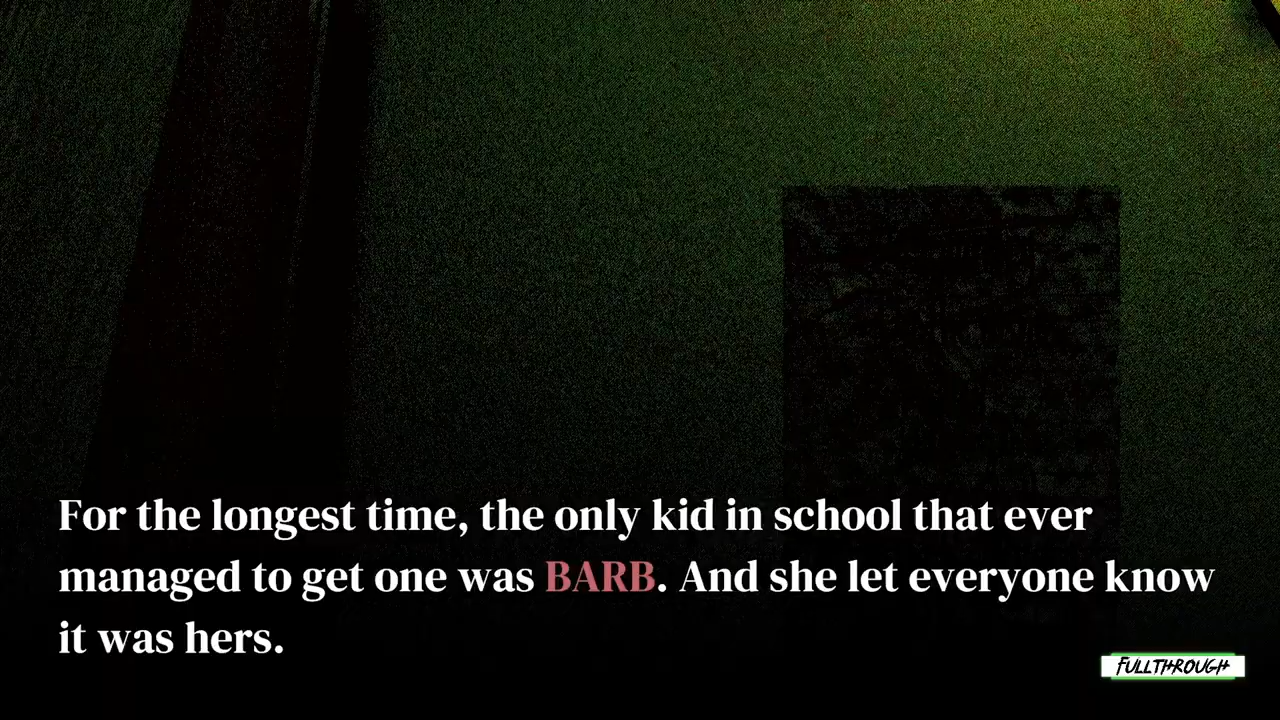 For the longest time, the only kid in school that ever
managed to get one was BARB. And she let everyone know
it was hers.
FULLTHROUGH